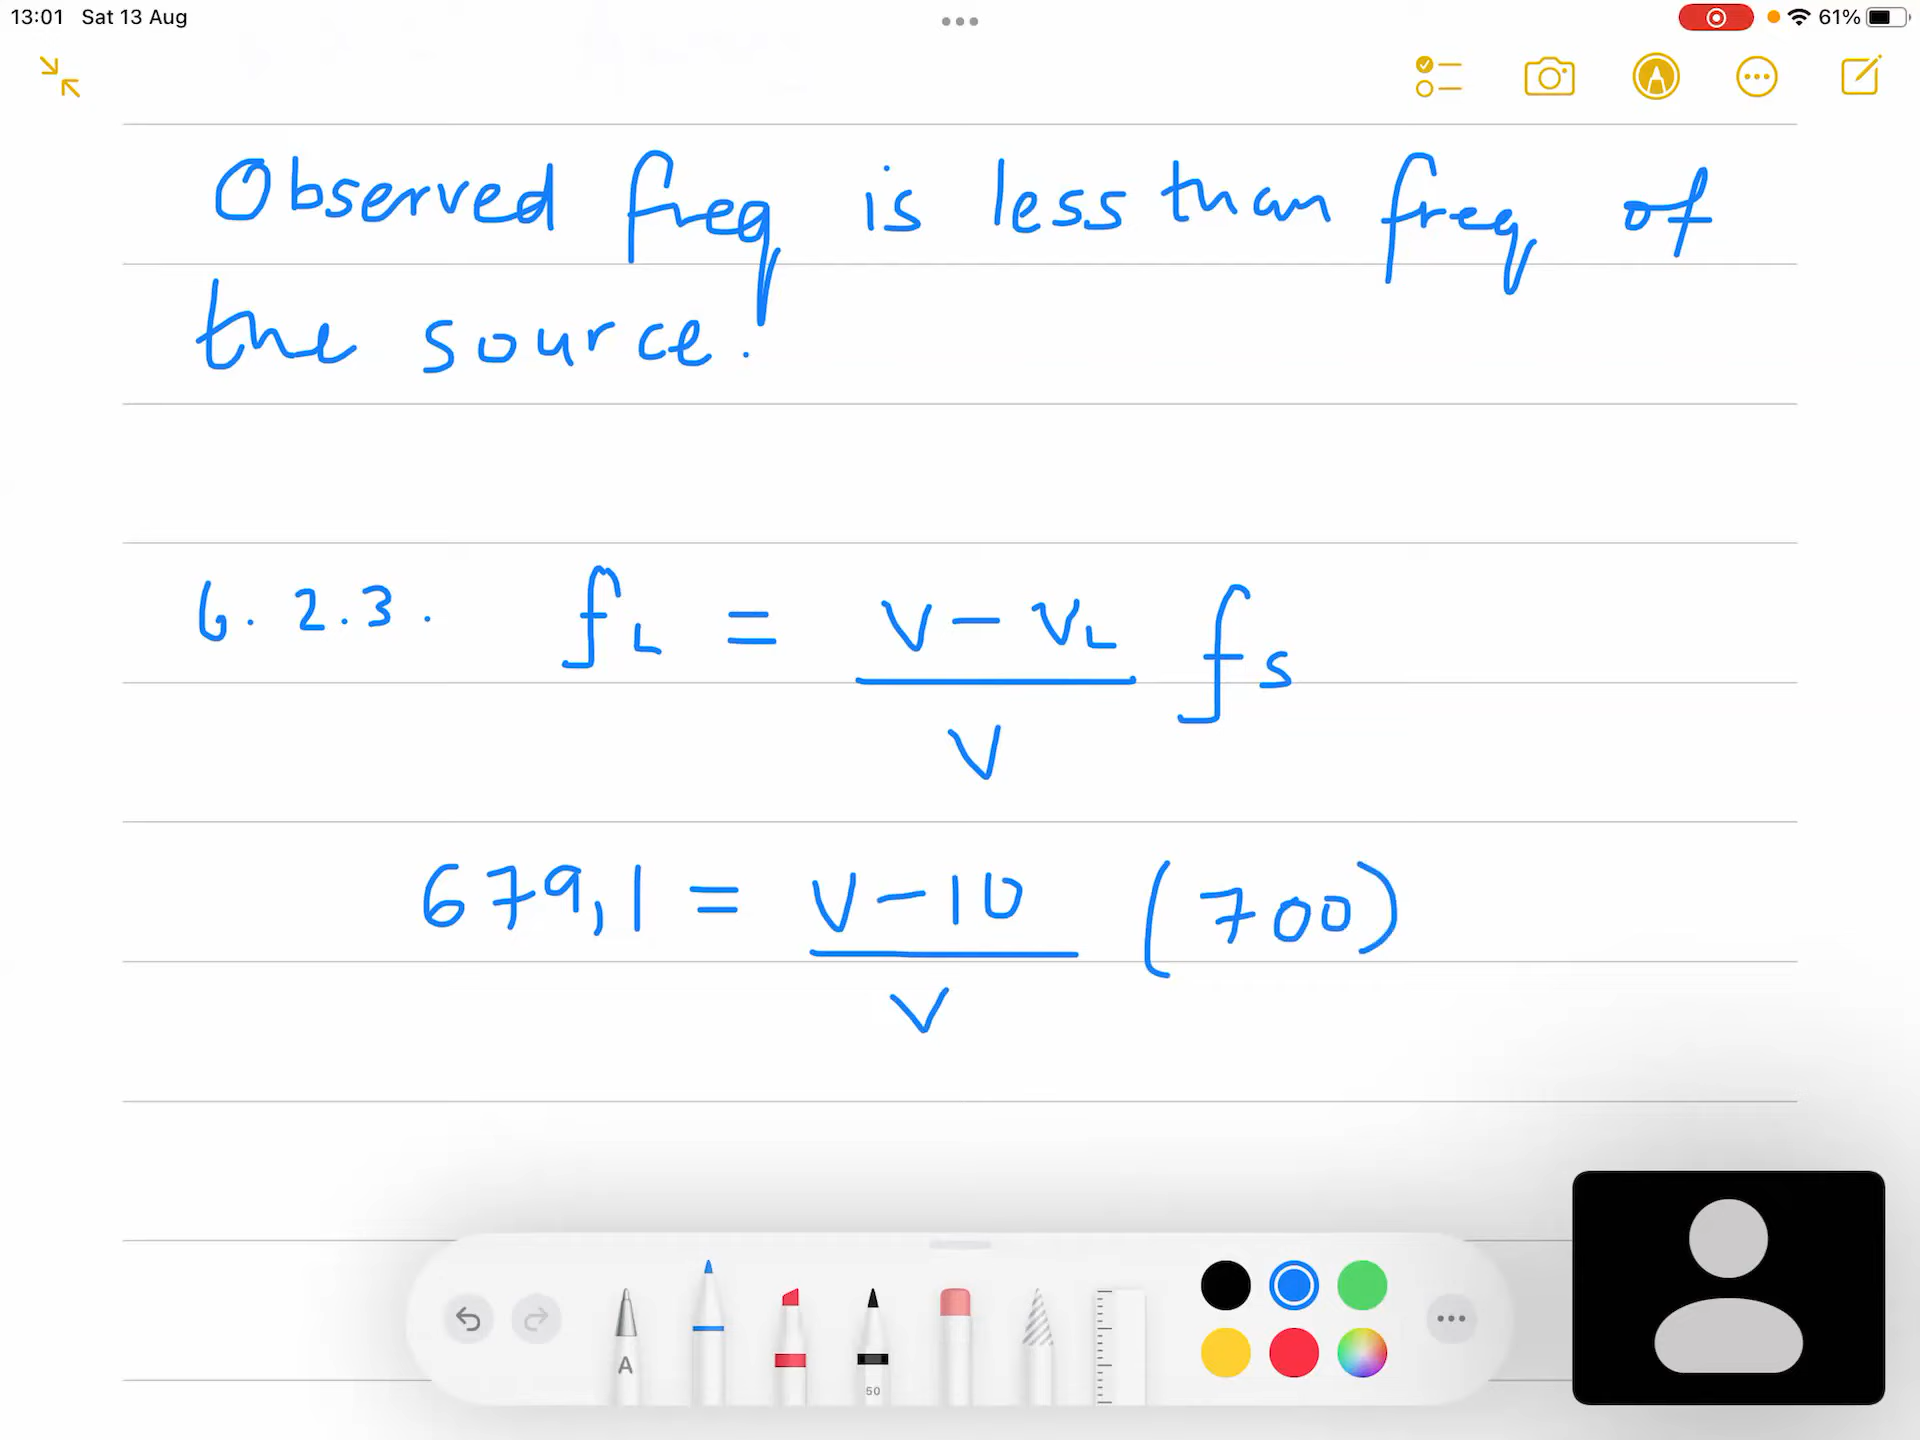 13:01 Sat 13 Aug
61%
Observed freq is less than freq of
the source!
6.2.3. fL = v - vL fs
v
679,1 = v - 10 (700)
v
A
50